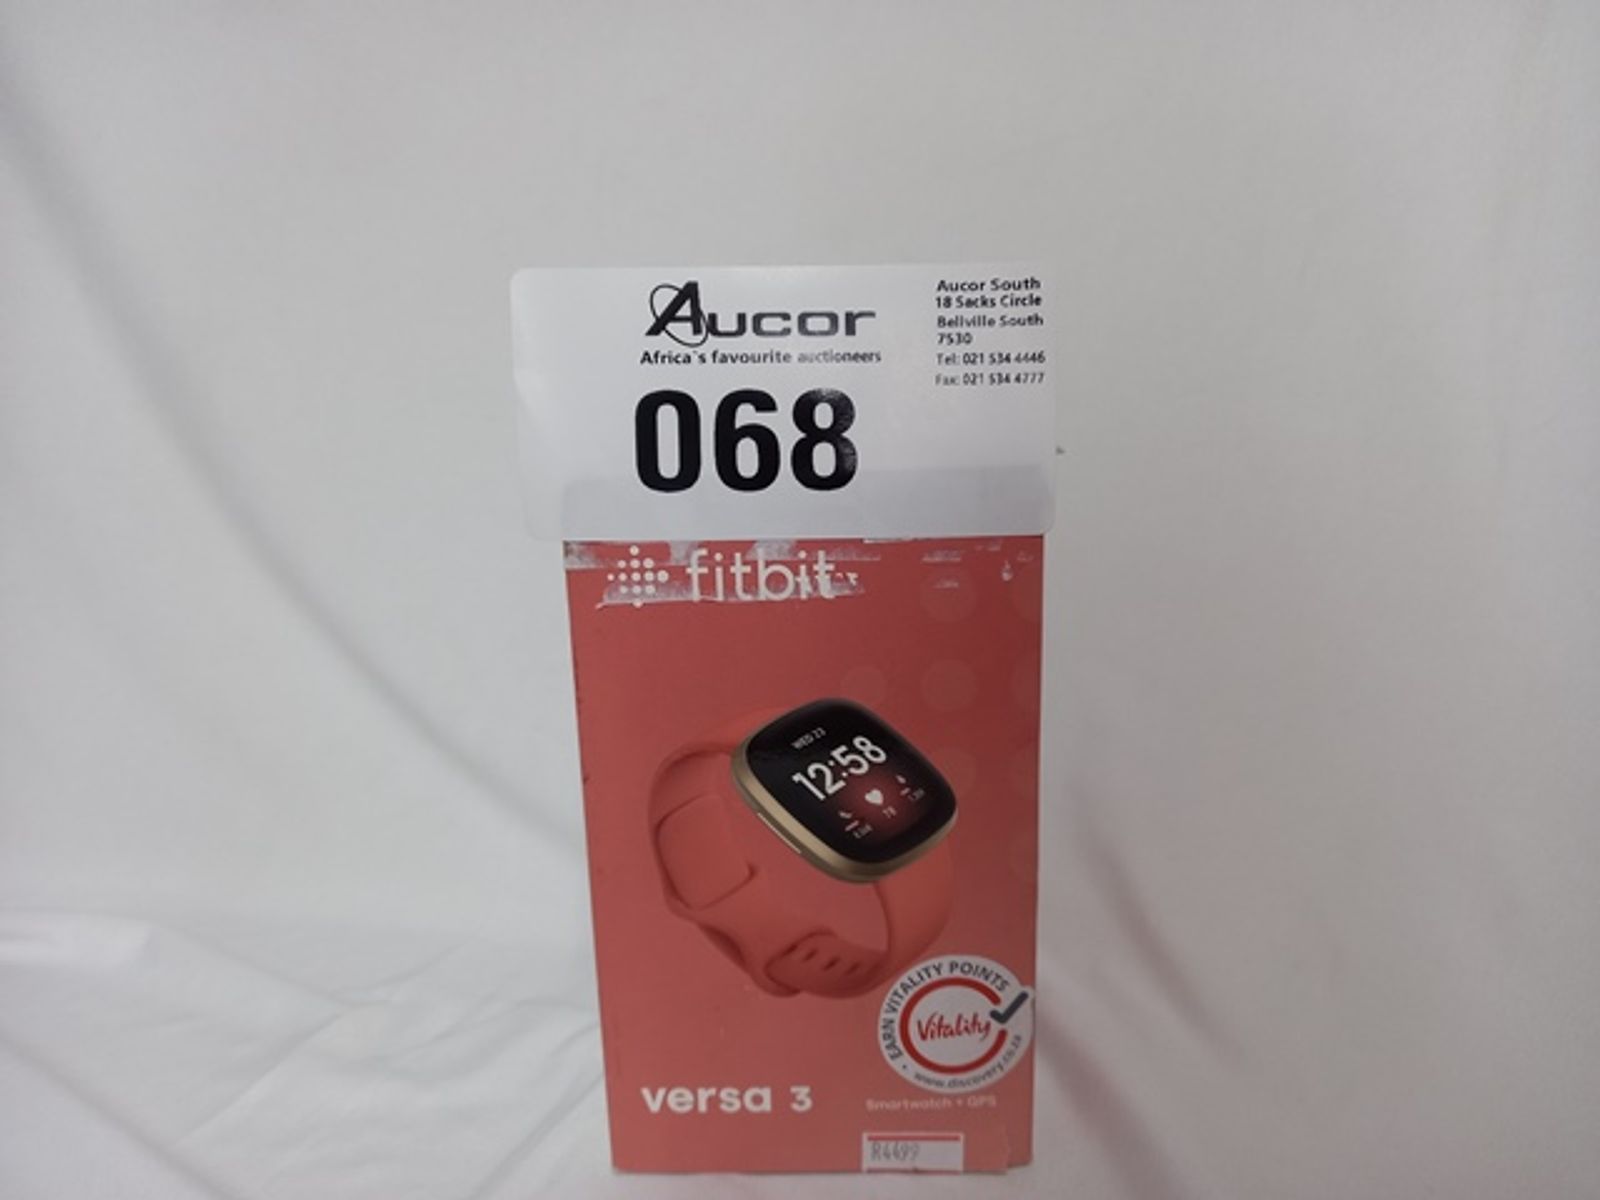 Aucor
Africa's favourite auctioneers
068
Aucor South
18 Sacks Circle
Bellville South
7530
Tel: 021 534 4446
Fax: 021 534 4777
fitbit
WED 23
12:58
78
EARN VITALITY POINTS
Vitality
www.discovery.co.za
versa 3
Smartwatch + GPS
R4499